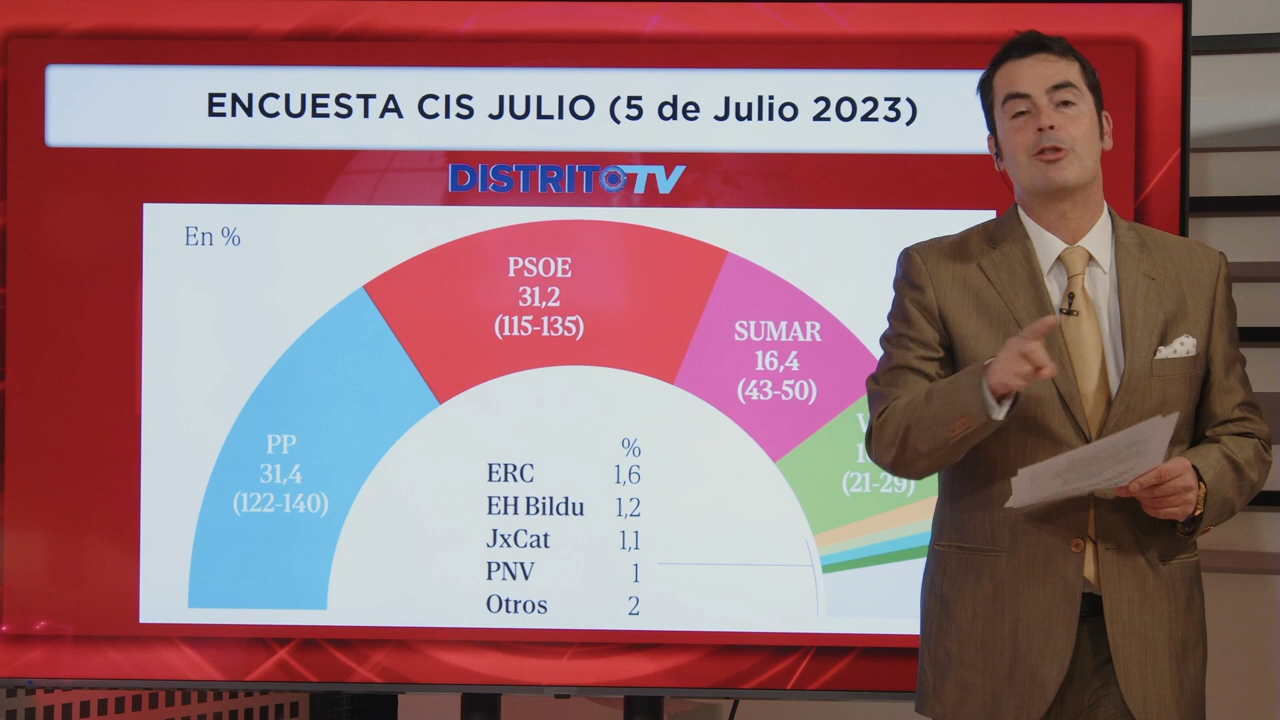 ENCUESTA CIS JULIO (5 de Julio 2023)
DISTRITOTV
En %
PSOE
31,2
(115-135)
SUMAR
16,4
(43-50)
PP
31,4
(122-140)
(21-29)
%
ERC 1,6
EH Bildu 1,2
JxCat 1,1
PNV 1
Otros 2